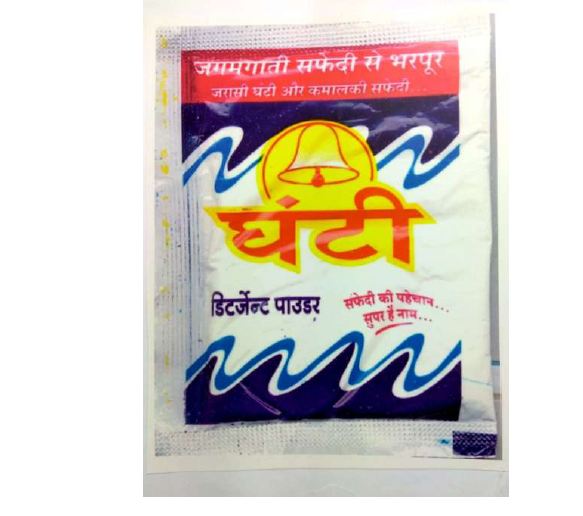 जगमगाती सफेदी से भरपूर
जरासी घंटी और कमालकी सफेदी...
घंटी
डिटर्जेन्ट पाउडर
सफेदी की पहेचान...
सुपर हैं नाम...